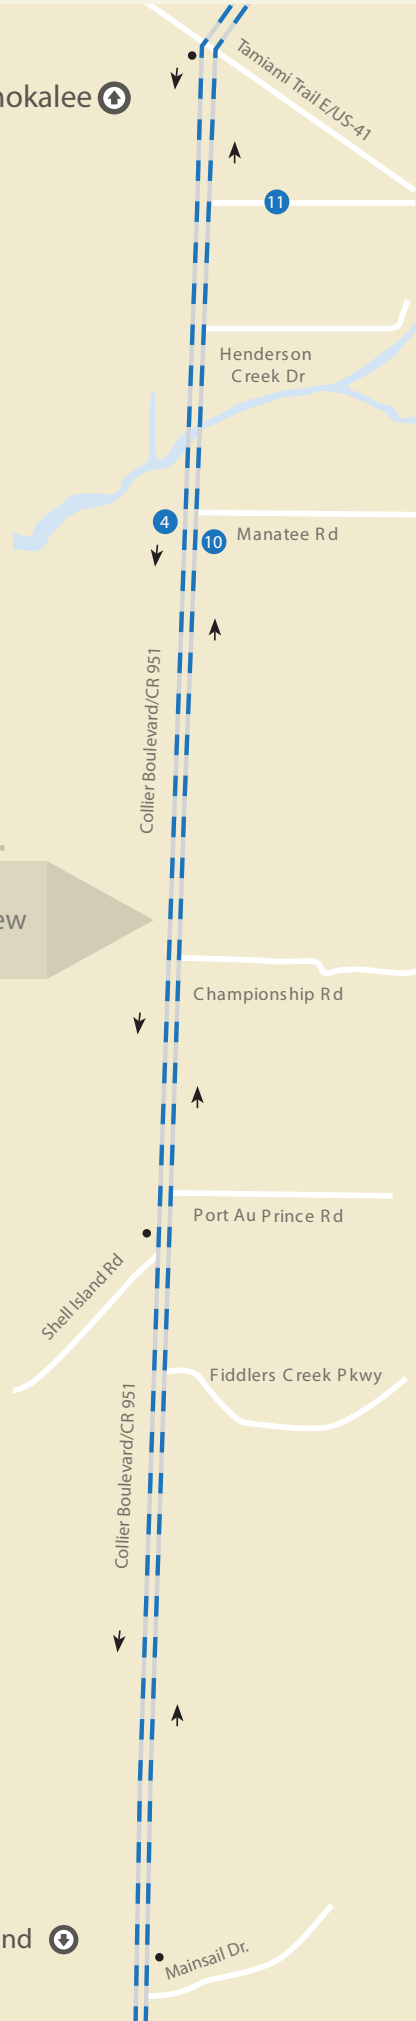 Tamiami Trail E/US-41
okalee
11
Henderson
Creek Dr
4
10
Manatee Rd
Collier Boulevard/CR 951
ew
Championship Rd
Port Au Prince Rd
Shell Island Rd
Fiddlers Creek Pkwy
Collier Boulevard/CR 951
nd
Mainsail Dr.